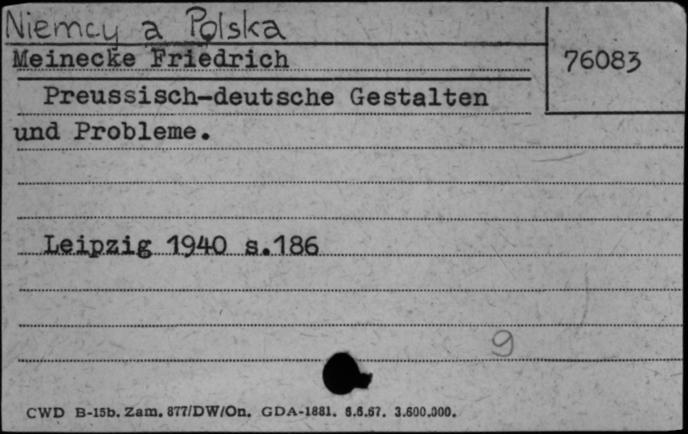 Niemcy a Polska
Meinecke Friedrich
76083
Preussisch-deutsche Gestalten
und Probleme.
Leipzig 1940 s.186
9
CWD B-15b. Zam. 877/DW/On. GDA-1881. 6.6.67. 3.600.000.